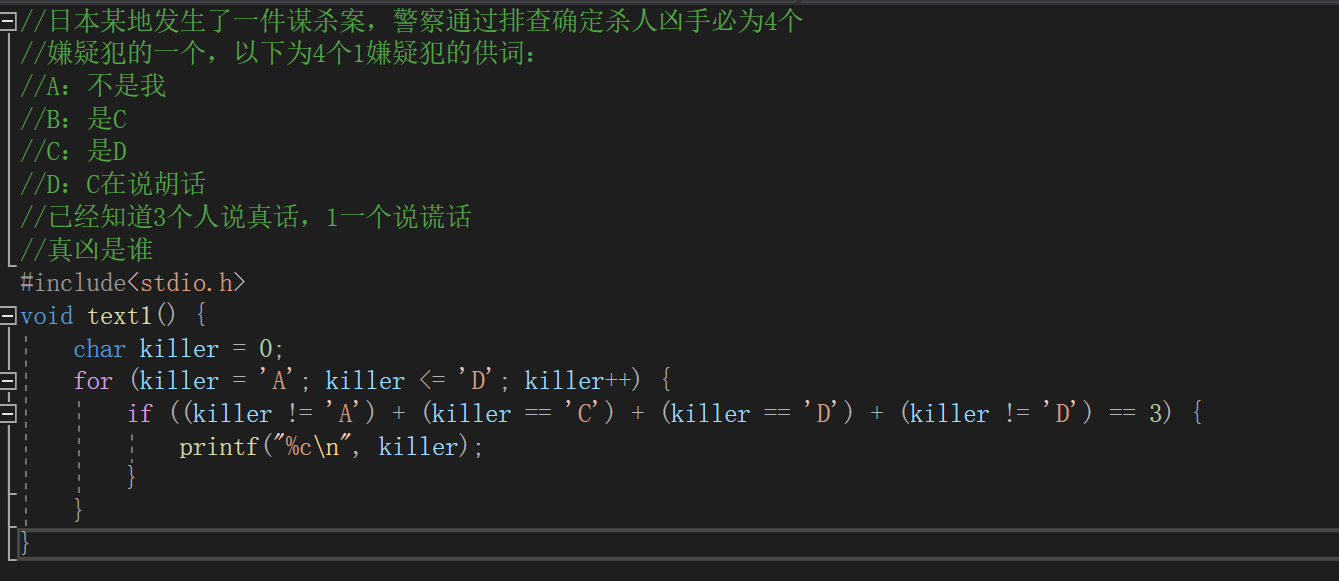 //日本某地发生了一件谋杀案，警察通过排查确定杀人凶手必为4个
//嫌疑犯的一个，以下为4个1嫌疑犯的供词：
//A：不是我
//B：是C
//C：是D
//D：C在说胡话
//已经知道3个人说真话，1一个说谎话
//真凶是谁
#include<stdio.h>
void text1() {
    char killer = 0;
    for (killer = 'A'; killer <= 'D'; killer++) {
        if ((killer != 'A') + (killer == 'C') + (killer == 'D') + (killer != 'D') == 3) {
            printf("%c\n", killer);
        }
    }
}